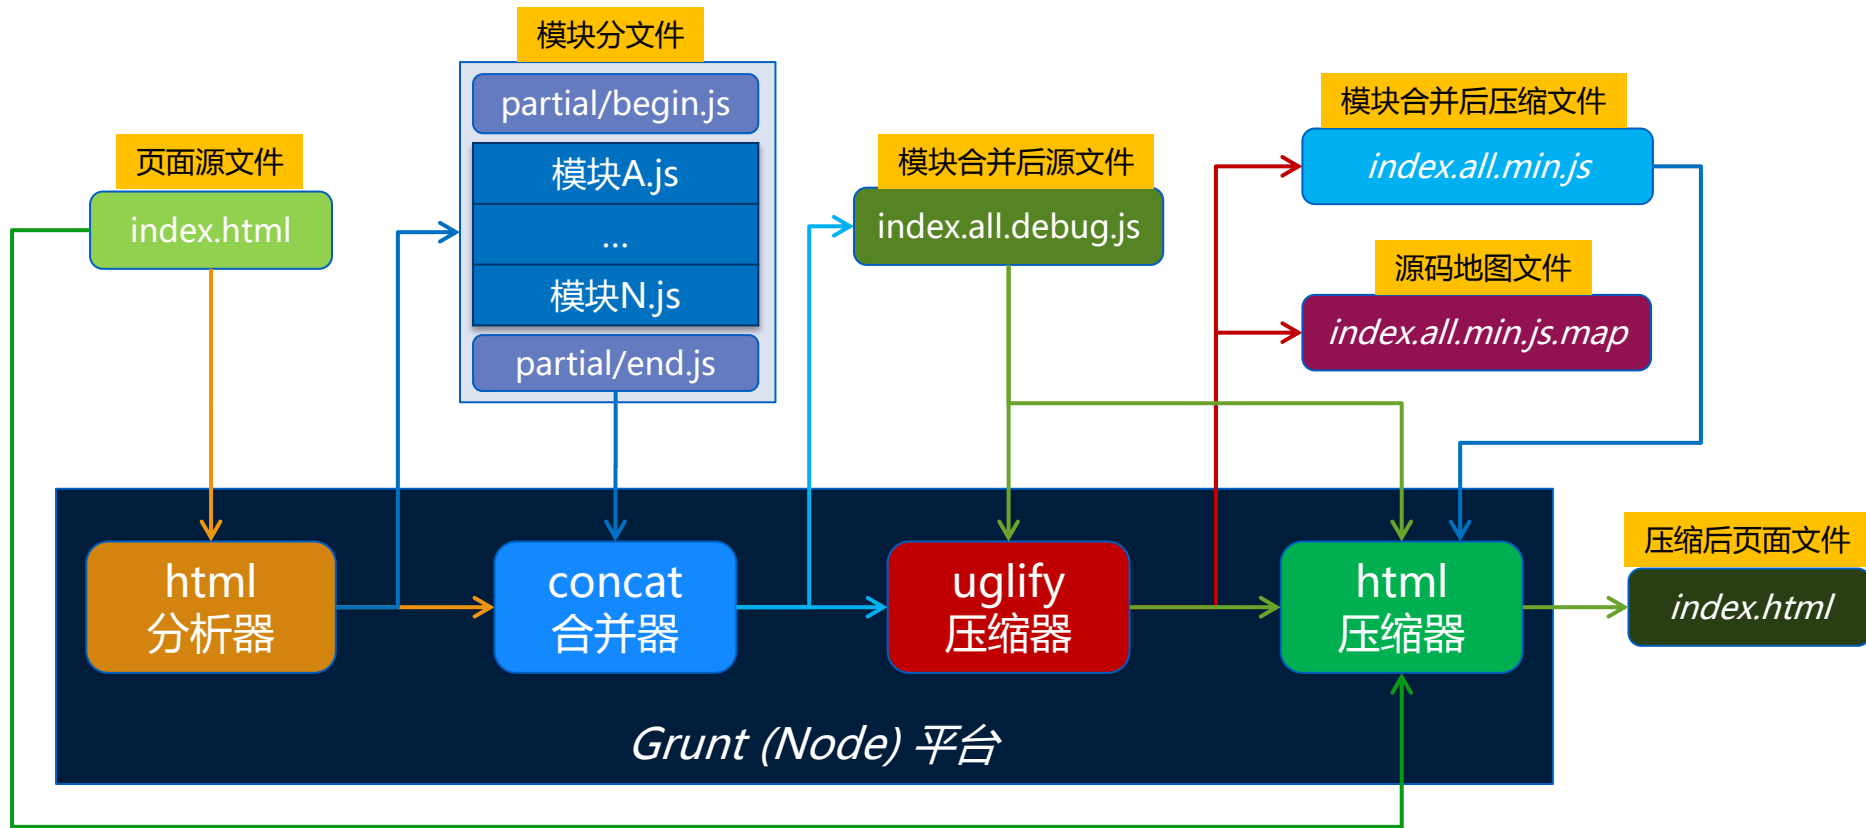 模块分文件
partial/begin.js
模块A.js
...
模块N.js
partial/end.js
页面源文件
index.html
模块合并后源文件
index.all.debug.js
模块合并后压缩文件
index.all.min.js
源码地图文件
index.all.min.js.map
html
分析器
concat
合并器
uglify
压缩器
html
压缩器
压缩后页面文件
index.html
Grunt (Node) 平台